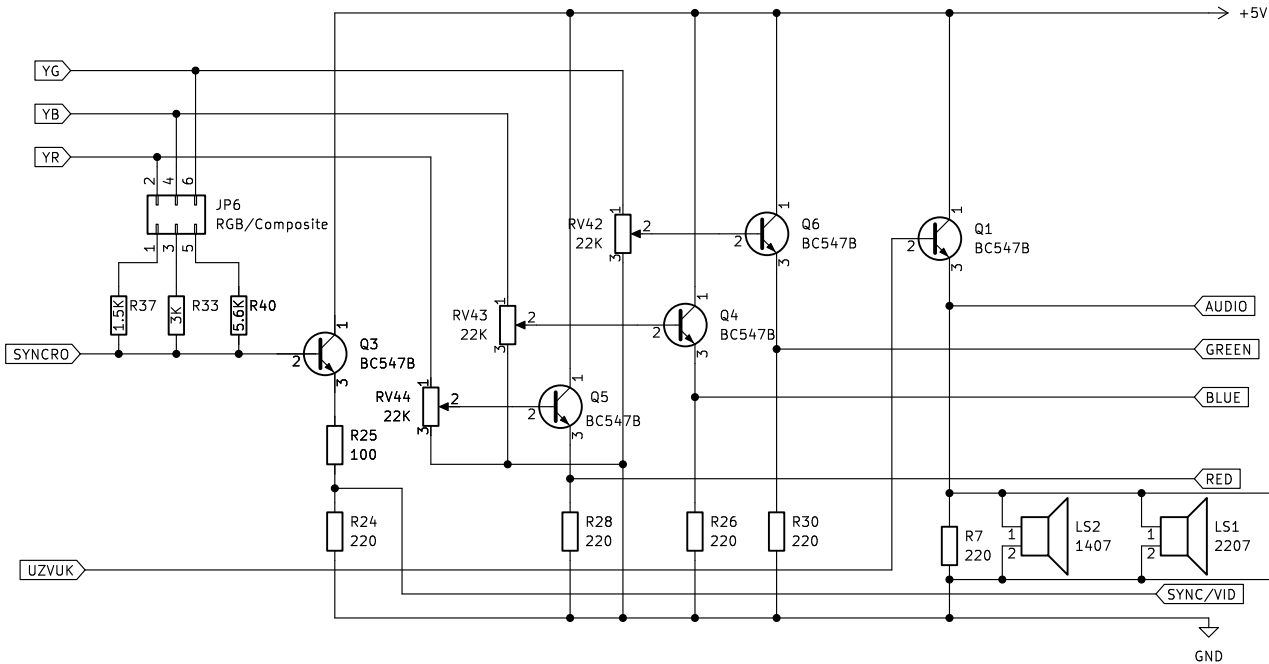 +5V
YG
YB
YR
2 4 6
JP6
RGB/Composite
1 3 5
R37
1.5K
R33
3K
R40
5.6K
SYNCRO
2
1
3
Q3
BC547B
R25
100
R24
220
UZVUK
RV44
22K
1
2
3
RV43
22K
1
2
3
RV42
22K
1
2
3
2
1
3
Q5
BC547B
R28
220
2
1
3
Q4
BC547B
R26
220
2
1
3
Q6
BC547B
R30
220
2
1
3
Q1
BC547B
AUDIO
GREEN
BLUE
RED
R7
220
1
2
LS2
1407
1
2
LS1
2207
SYNC/VID
GND